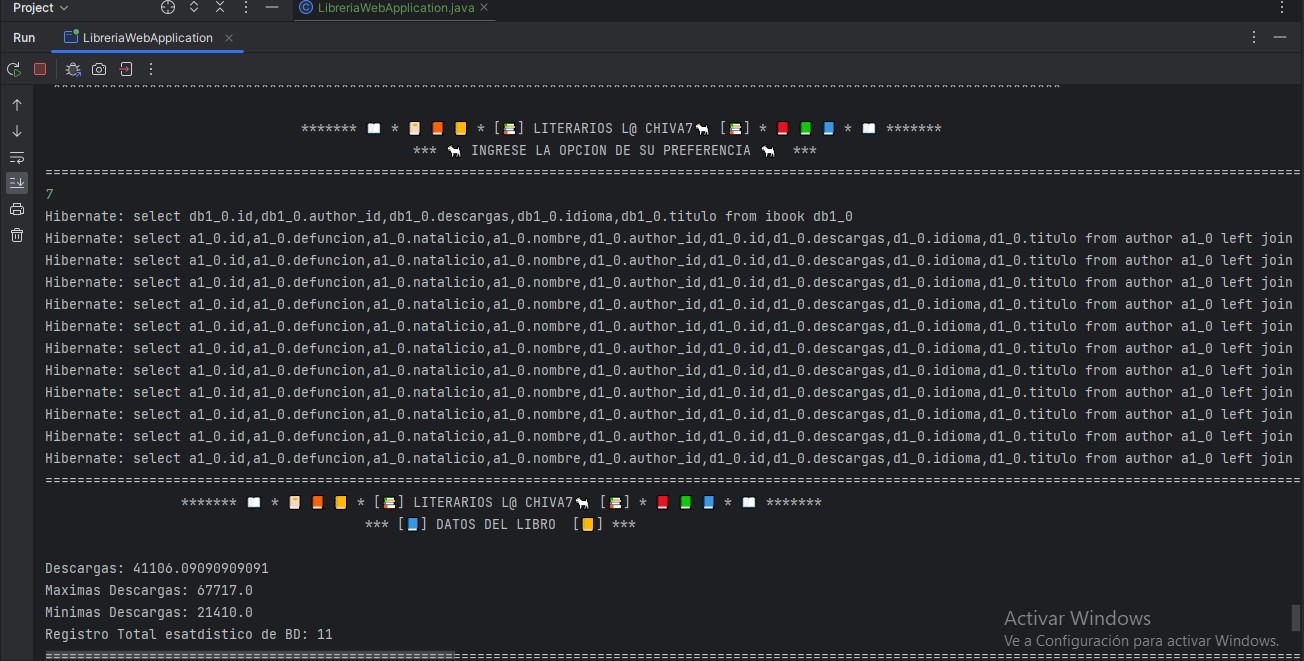 Project
LibreriaWebApplication.java
Run
LibreriaWebApplication
******* * * [ ] LITERARIOS L@ CHIVA7 [ ] * * *******
*** INGRESE LA OPCION DE SU PREFERENCIA ***
7
Hibernate: select db1_0.id,db1_0.author_id,db1_0.descargas,db1_0.idioma,db1_0.titulo from ibook db1_0
Hibernate: select a1_0.id,a1_0.defuncion,a1_0.natalicio,a1_0.nombre,d1_0.author_id,d1_0.id,d1_0.descargas,d1_0.idioma,d1_0.titulo from author a1_0 left join
Hibernate: select a1_0.id,a1_0.defuncion,a1_0.natalicio,a1_0.nombre,d1_0.author_id,d1_0.id,d1_0.descargas,d1_0.idioma,d1_0.titulo from author a1_0 left join
Hibernate: select a1_0.id,a1_0.defuncion,a1_0.natalicio,a1_0.nombre,d1_0.author_id,d1_0.id,d1_0.descargas,d1_0.idioma,d1_0.titulo from author a1_0 left join
Hibernate: select a1_0.id,a1_0.defuncion,a1_0.natalicio,a1_0.nombre,d1_0.author_id,d1_0.id,d1_0.descargas,d1_0.idioma,d1_0.titulo from author a1_0 left join
Hibernate: select a1_0.id,a1_0.defuncion,a1_0.natalicio,a1_0.nombre,d1_0.author_id,d1_0.id,d1_0.descargas,d1_0.idioma,d1_0.titulo from author a1_0 left join
Hibernate: select a1_0.id,a1_0.defuncion,a1_0.natalicio,a1_0.nombre,d1_0.author_id,d1_0.id,d1_0.descargas,d1_0.idioma,d1_0.titulo from author a1_0 left join
Hibernate: select a1_0.id,a1_0.defuncion,a1_0.natalicio,a1_0.nombre,d1_0.author_id,d1_0.id,d1_0.descargas,d1_0.idioma,d1_0.titulo from author a1_0 left join
Hibernate: select a1_0.id,a1_0.defuncion,a1_0.natalicio,a1_0.nombre,d1_0.author_id,d1_0.id,d1_0.descargas,d1_0.idioma,d1_0.titulo from author a1_0 left join
Hibernate: select a1_0.id,a1_0.defuncion,a1_0.natalicio,a1_0.nombre,d1_0.author_id,d1_0.id,d1_0.descargas,d1_0.idioma,d1_0.titulo from author a1_0 left join
Hibernate: select a1_0.id,a1_0.defuncion,a1_0.natalicio,a1_0.nombre,d1_0.author_id,d1_0.id,d1_0.descargas,d1_0.idioma,d1_0.titulo from author a1_0 left join
Hibernate: select a1_0.id,a1_0.defuncion,a1_0.natalicio,a1_0.nombre,d1_0.author_id,d1_0.id,d1_0.descargas,d1_0.idioma,d1_0.titulo from author a1_0 left join
******* * * [ ] LITERARIOS L@ CHIVA7 [ ] * * *******
*** [ ] DATOS DEL LIBRO [ ] ***
Descargas: 41106.09090909091
Maximas Descargas: 67717.0
Minimas Descargas: 21410.0
Registro Total esatdistico de BD: 11
Activar Windows
Ve a Configuración para activar Windows.